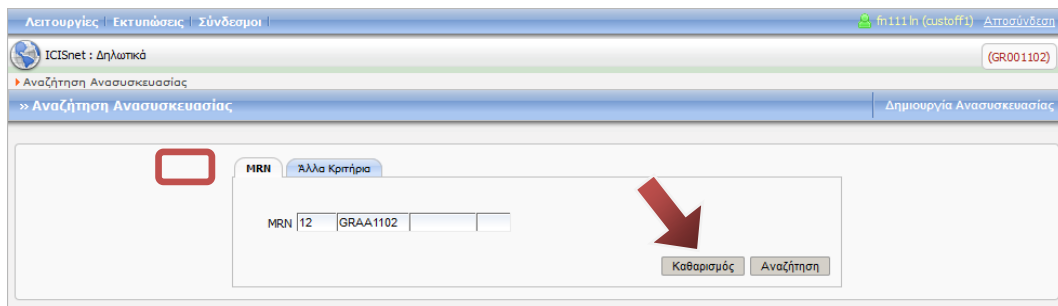 Λειτουργίες | Εκτυπώσεις | Σύνδεσμοι | fn111 ln (custoff1) Αποσύνδεση
ICISnet : Δηλωτικά (GR001102)
Αναζήτηση Ανασυσκευασίας
» Αναζήτηση Ανασυσκευασίας Δημιουργία Ανασυσκευασίας
MRN Άλλα Κριτήρια
MRN 12 GRAA1102
Καθαρισμός Αναζήτηση